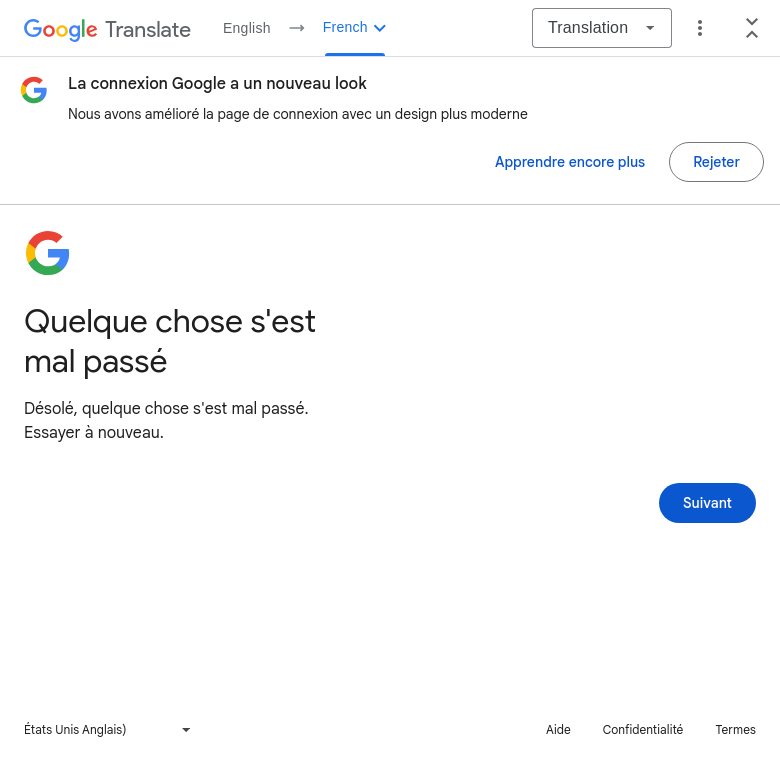 Google Translate
English → French
Translation
La connexion Google a un nouveau look
Nous avons amélioré la page de connexion avec un design plus moderne
Apprendre encore plus
Rejeter
Quelque chose s'est
mal passé
Désolé, quelque chose s'est mal passé.
Essayer à nouveau.
Suivant
États Unis Anglais)
Aide
Confidentialité
Termes